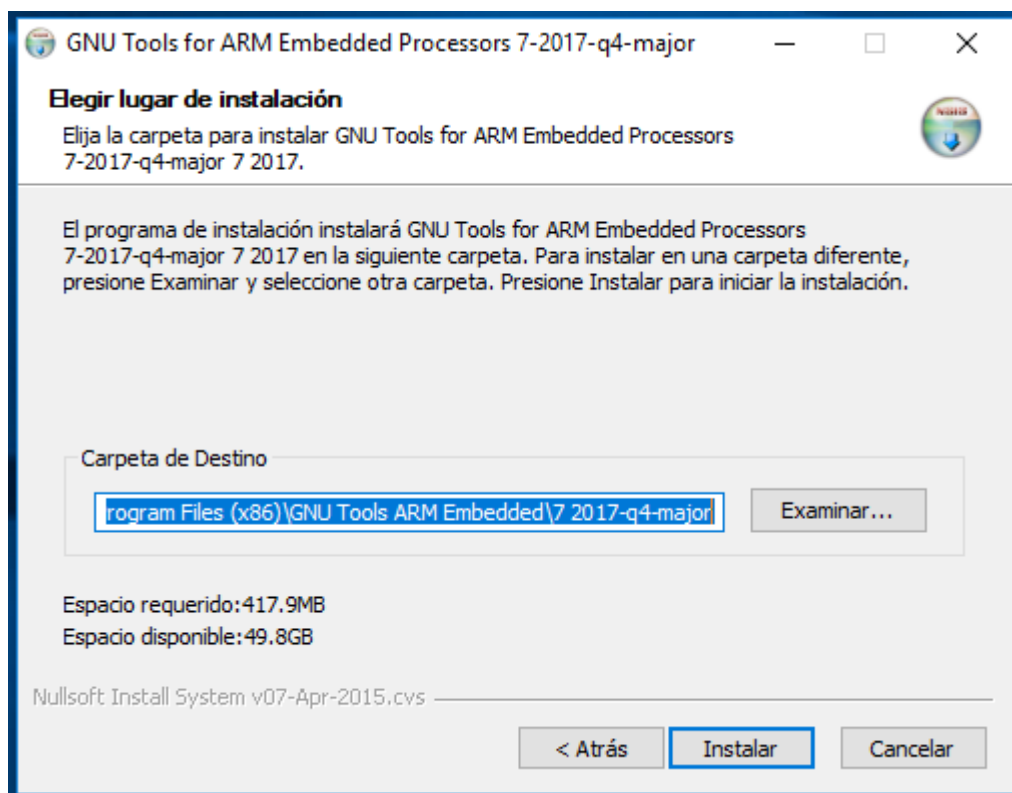 GNU Tools for ARM Embedded Processors 7-2017-q4-major
Elegir lugar de instalación
Elija la carpeta para instalar GNU Tools for ARM Embedded Processors
7-2017-q4-major 7 2017.
El programa de instalación instalará GNU Tools for ARM Embedded Processors
7-2017-q4-major 7 2017 en la siguiente carpeta. Para instalar en una carpeta diferente,
presione Examinar y seleccione otra carpeta. Presione Instalar para iniciar la instalación.
Carpeta de Destino
rogram Files (x86)\GNU Tools ARM Embedded\7 2017-q4-major
Examinar...
Espacio requerido:417.9MB
Espacio disponible:49.8GB
Nullsoft Install System v07-Apr-2015.cvs
< Atrás
Instalar
Cancelar